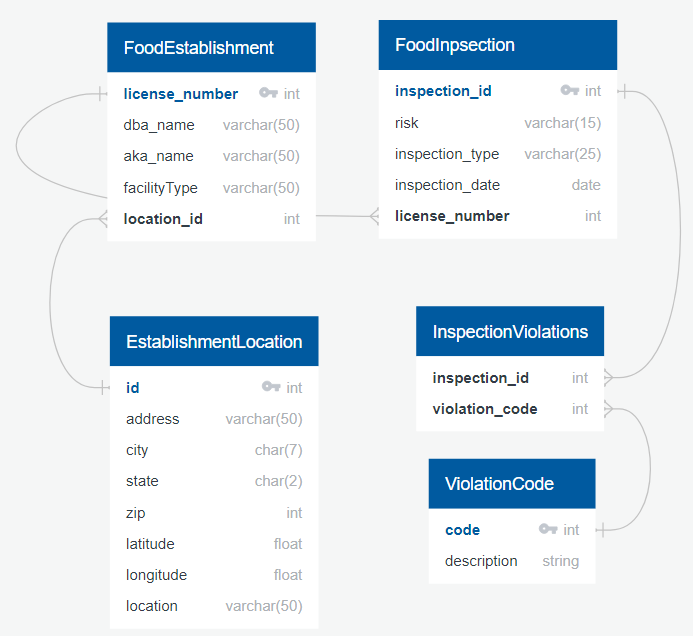 FoodEstablishment
license_number int
dba_name varchar(50)
aka_name varchar(50)
facilityType varchar(50)
location_id int
FoodInpsection
inspection_id int
risk varchar(15)
inspection_type varchar(25)
inspection_date date
license_number int
EstablishmentLocation
id int
address varchar(50)
city char(7)
state char(2)
zip int
latitude float
longitude float
location varchar(50)
InspectionViolations
inspection_id int
violation_code int
ViolationCode
code int
description string